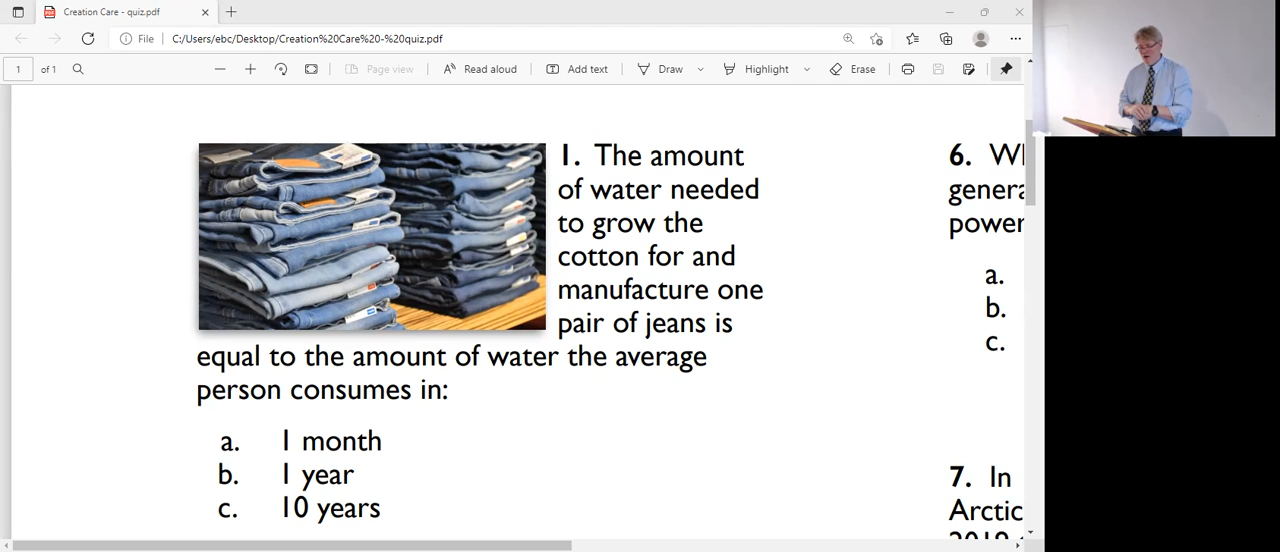 Creation Care - quiz.pdf
File C:/Users/ebc/Desktop/Creation%20Care%20-%20quiz.pdf
1 of 1 Page view Read aloud Add text Draw Highlight Erase
1. The amount
of water needed
to grow the
cotton for and
manufacture one
pair of jeans is
equal to the amount of water the average
person consumes in:
a. 1 month
b. 1 year
c. 10 years
6.
genera
power
a.
b.
c.
7. In
Arctic